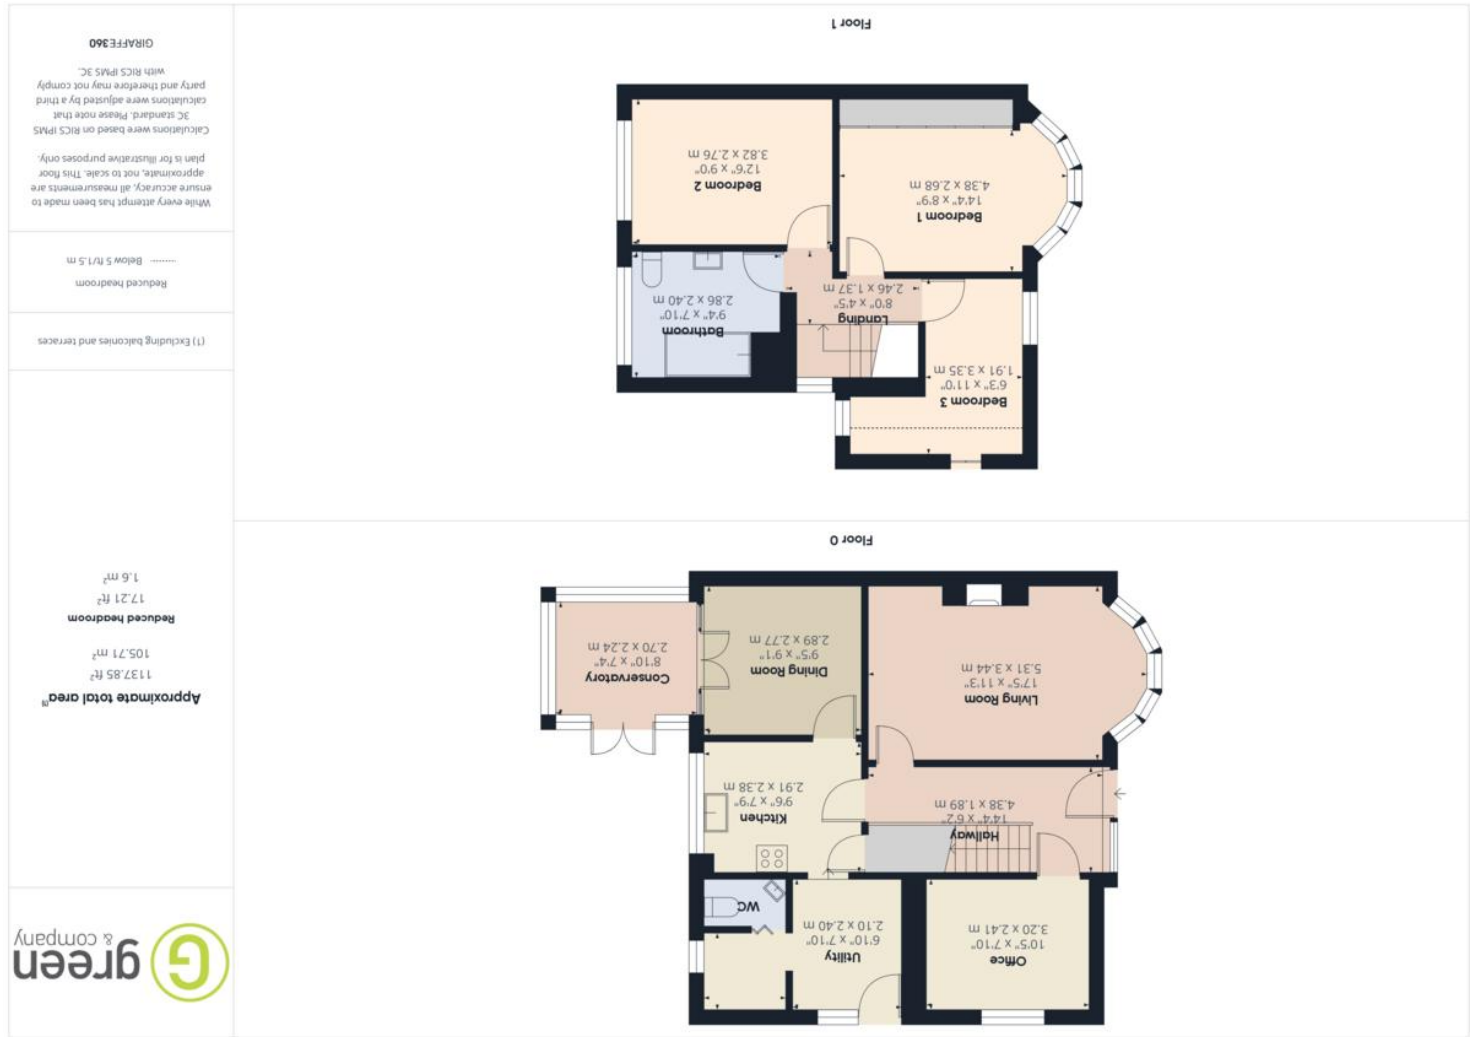 green
& company
Approximate total area(1)
1137.85 ft²
105.71 m²
Reduced headroom
17.21 ft²
1.6 m²
(1) Excluding balconies and terraces
Reduced headroom
........ Below 5 ft/1.5 m
While every attempt has been made to
ensure accuracy, all measurements are
approximate, not to scale. This floor
plan is for illustrative purposes only.
Calculations were based on RICS IPMS
3C standard. Please note that
calculations were adjusted by a third
party and therefore may not comply
with RICS IPMS 3C.
GIRAFFE360
Office
10'5" x 7'10"
3.20 x 2.41 m
Utility
6'10" x 7'10"
2.10 x 2.40 m
WC
Hallway
14'4" x 6'2"
4.38 x 1.89 m
Kitchen
9'6" x 7'9"
2.91 x 2.38 m
Living Room
17'5" x 11'3"
5.31 x 3.44 m
Dining Room
9'5" x 9'1"
2.89 x 2.77 m
Conservatory
8'10" x 7'4"
2.70 x 2.24 m
Floor 0
Bedroom 3
6'3" x 11'0"
1.91 x 3.35 m
Landing
8'0" x 4'5"
2.46 x 1.37 m
Bathroom
9'4" x 7'10"
2.86 x 2.40 m
Bedroom 1
14'4" x 8'9"
4.38 x 2.68 m
Bedroom 2
12'6" x 9'0"
3.82 x 2.76 m
Floor 1